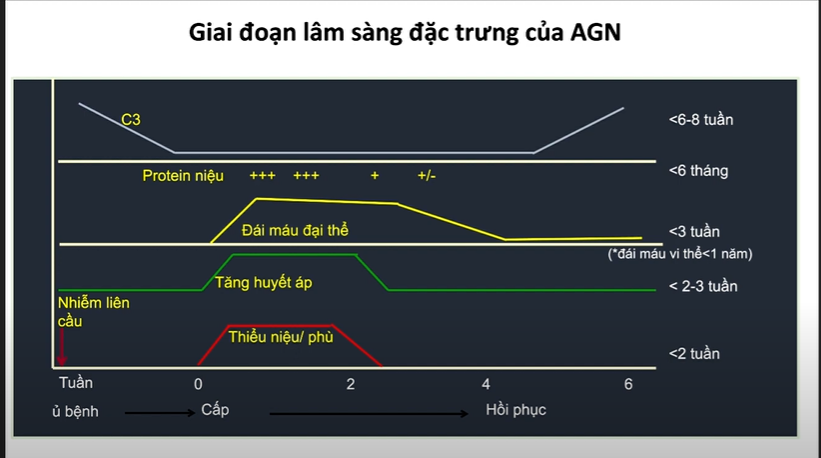 Giai đoạn lâm sàng đặc trưng của AGN
C3
<6-8 tuần
<6 tháng
Protein niệu +++ +++ + +/-
Đái máu đại thể
<3 tuần
(*đái máu vi thể<1 năm)
Tăng huyết áp
< 2-3 tuần
Nhiễm liên
cầu
Thiểu niệu/ phù
<2 tuần
Tuần 0 2 4 6
ủ bệnh Cấp Hồi phục